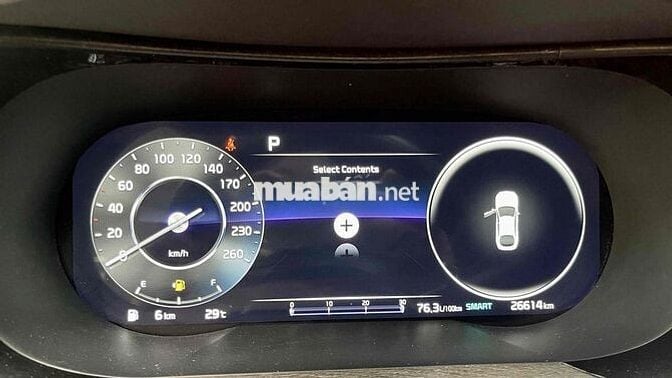 P
Select Contents
muaban.net
0
20
40
60
80
100
120
140
170
200
230
260
km/h
E F
0 10 20 30
6 km
29°c
76,3 L/100km
SMART
26614 km